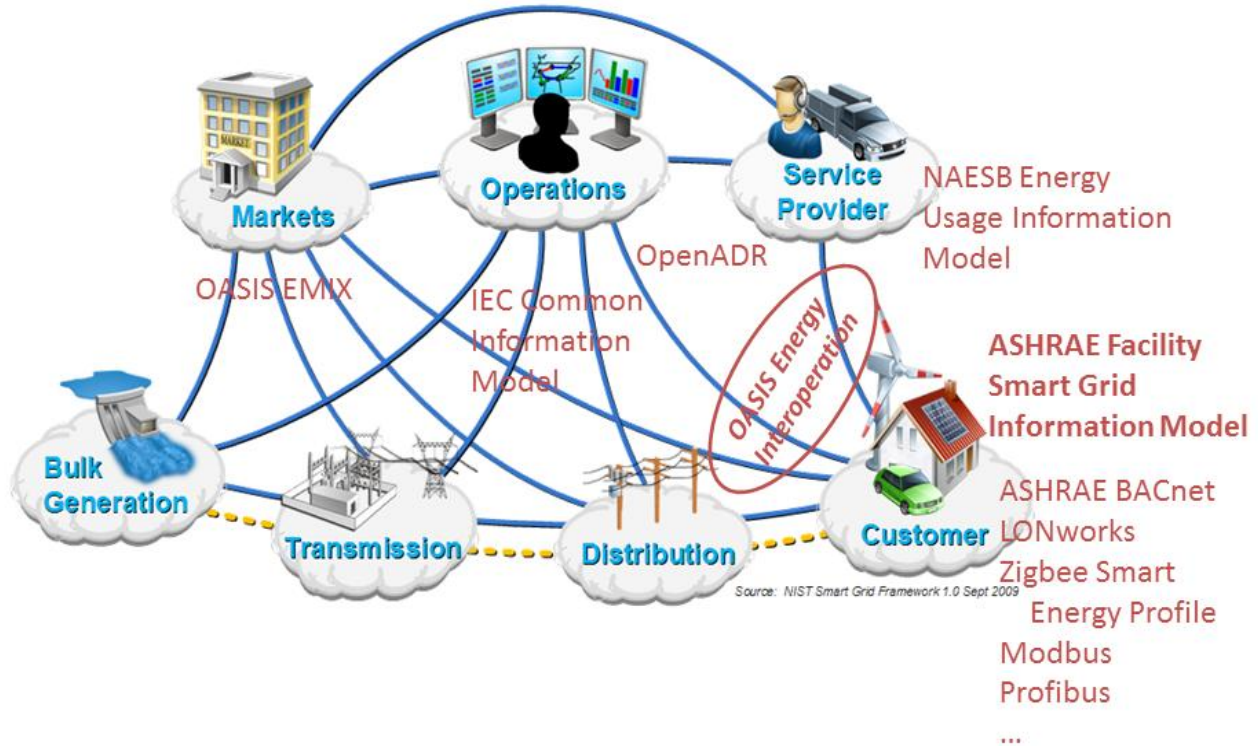 MARKET
Markets
Operations
Service
Provider
NAESB Energy
Usage Information
Model
OASIS EMIX
IEC Common
Information
Model
OpenADR
OASIS Energy
Interoperation
ASHRAE Facility
Smart Grid
Information Model
Bulk
Generation
Transmission
Distribution
Customer
ASHRAE BACnet
LONworks
Zigbee Smart
Energy Profile
Modbus
Profibus
...
Source: NIST Smart Grid Framework 1.0 Sept 2009